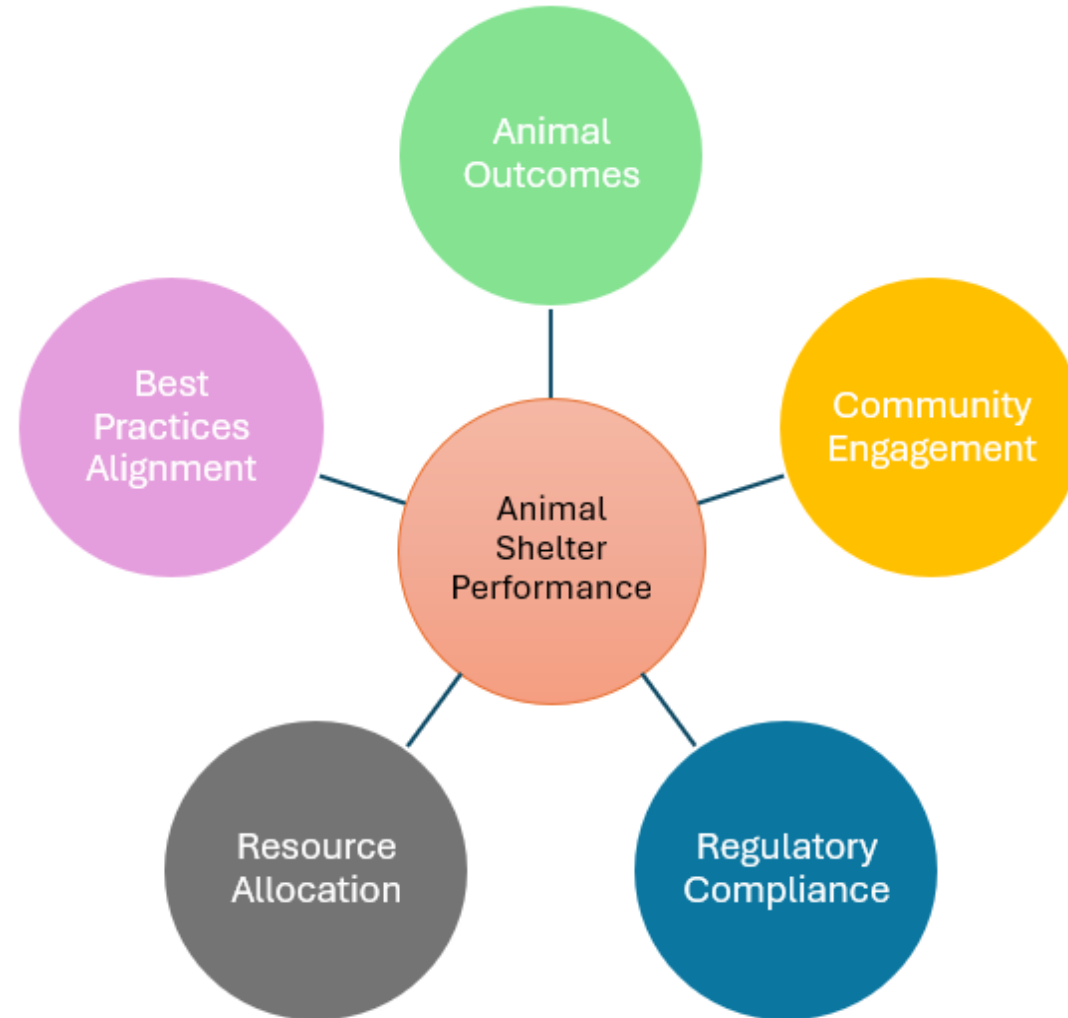 Animal
Outcomes
Best
Practices
Alignment
Community
Engagement
Animal
Shelter
Performance
Resource
Allocation
Regulatory
Compliance